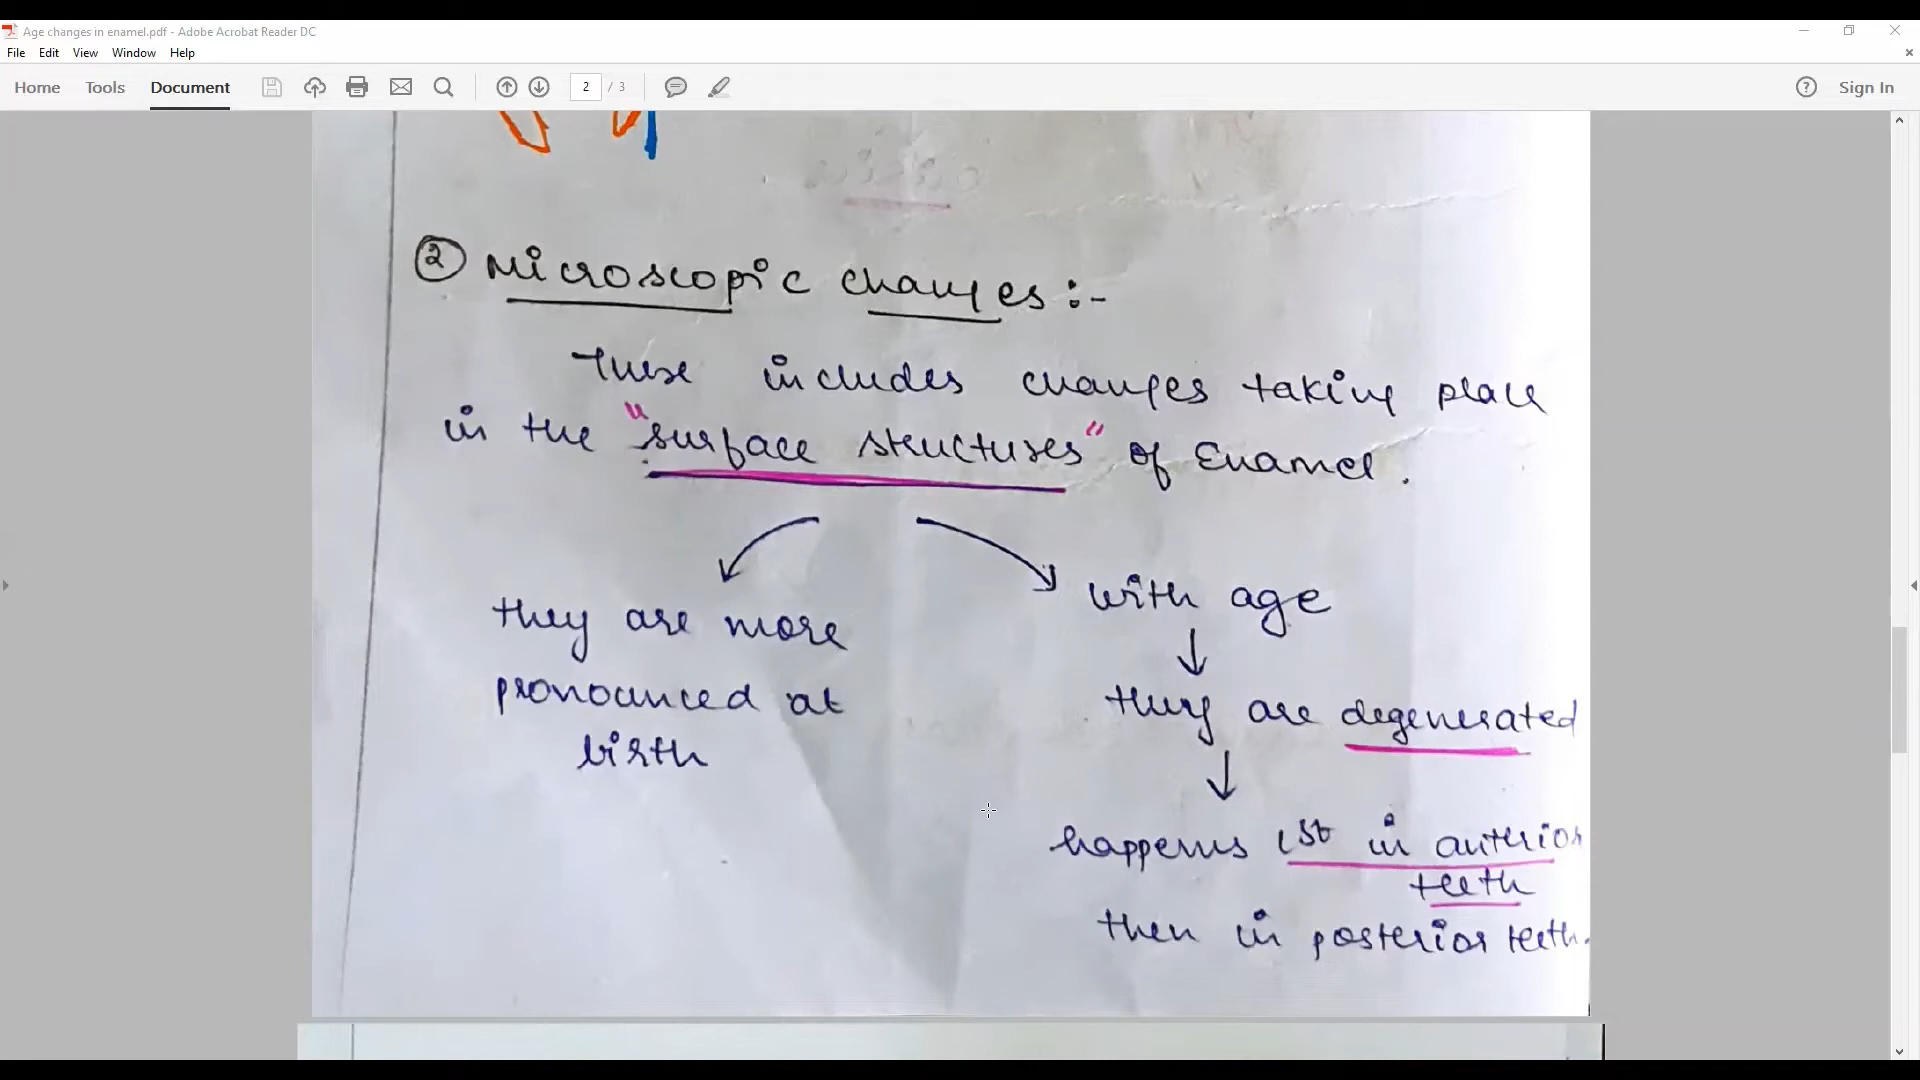 Age changes in enamel.pdf - Adobe Acrobat Reader DC
File Edit View Window Help
Home Tools Document 2 / 3 Sign In
② Microscopic changes :-
These includes changes taking place
in the "surface structures" of Enamel.
they are more
pronounced at
birth
with age
they are degenerated
happens 1st in anterior
teeth
then in posterior teeth.